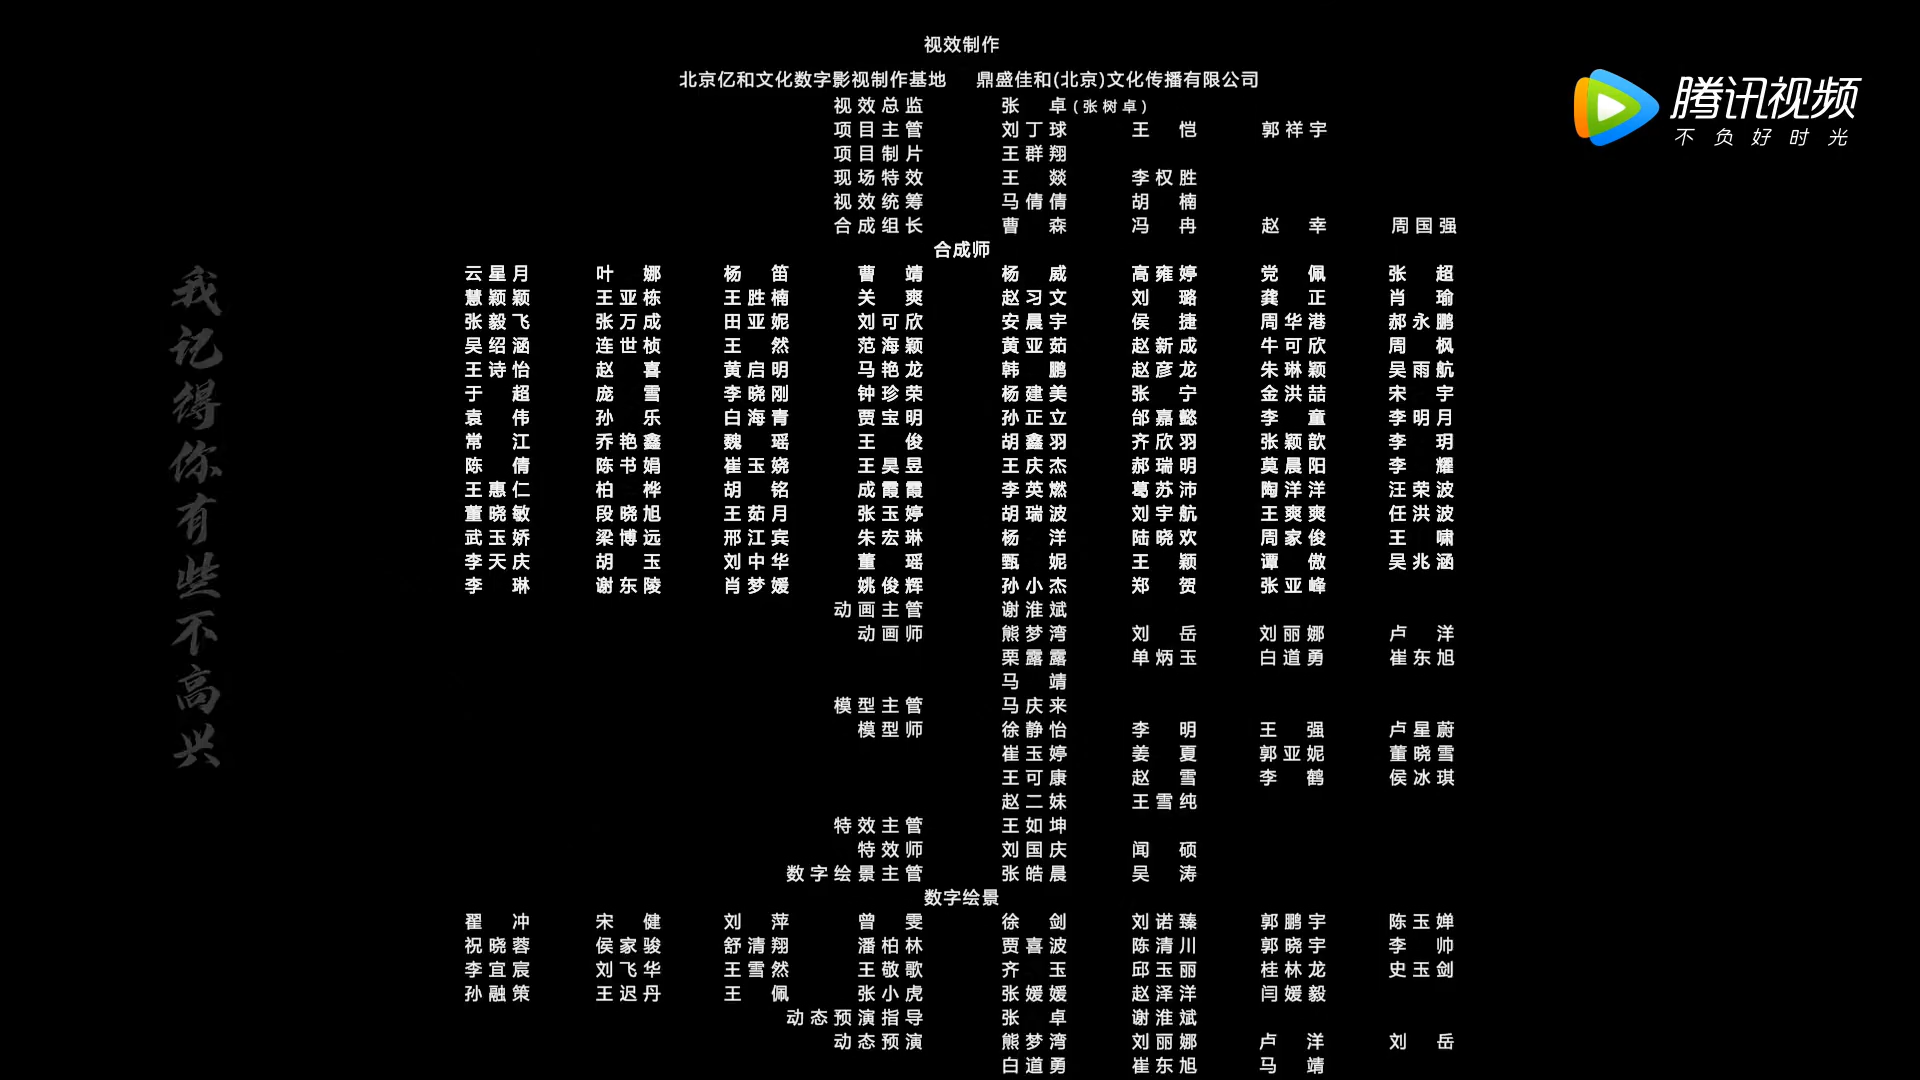 视效制作
北京亿和文化数字影视制作基地 鼎盛佳和(北京)文化传播有限公司
视效总监 张卓(张树卓)
项目主管 刘丁球 王恺 郭祥宇
项目制片 王群翔
现场特效 王燚 李权胜
视效统筹 马倩倩 胡楠
合成组长 曹森 冯冉 赵幸 周国强
合成师
云星月 叶娜 杨笛 曹靖 杨威 高雍婷 党佩 张超
慧颖颖 王亚栋 王胜楠 关爽 赵习文 刘璐 龚正 肖瑜
张毅飞 张万成 田亚妮 刘可欣 安晨宇 侯捷 周华港 郝永鹏
吴绍涵 连世桢 王然 范海颖 黄亚茹 赵新成 牛可欣 周枫
王诗怡 赵喜 黄启明 马艳龙 韩鹏 赵彦龙 朱琳颖 吴雨航
于超 庞雪 李晓刚 钟珍荣 杨建美 张宁 金洪喆 宋宇
袁伟 孙乐 白海青 贾宝明 孙正立 邰嘉懿 李童 李明月
常江 乔艳鑫 魏瑶 王俊 胡鑫羽 齐欣羽 张颖歆 李玥
陈倩 陈书娟 崔玉娆 王昊昱 王庆杰 郝瑞明 莫晨阳 李耀
王惠仁 柏桦 胡铭 成霞霞 李英燃 葛苏沛 陶洋洋 汪荣波
董晓敏 段晓旭 王茹月 张玉婷 胡瑞波 刘宇航 王爽爽 任洪波
武玉娇 梁博远 邢江宾 朱宏琳 杨洋 陆晓欢 周家俊 王啸
李天庆 胡玉 刘中华 董瑶 甄妮 王颖 谭傲 吴兆涵
李琳 谢东陵 肖梦媛 姚俊辉 孙小杰 郑贺 张亚峰
动画主管 谢淮斌
动画师 熊梦湾 刘岳 刘丽娜 卢洋
栗露露 单炳玉 白道勇 崔东旭
马靖
模型主管 马庆来
模型师 徐静怡 李明 王强 卢星蔚
崔玉婷 姜夏 郭亚妮 董晓雪
王可康 赵雪 李鹤 侯冰琪
赵二妹 王雪纯
特效主管 王如坤
特效师 刘国庆 闻硕
数字绘景主管 张皓晨 吴涛
数字绘景
翟冲 宋健 刘萍 曾雯 徐剑 刘诺臻 郭鹏宇 陈玉婵
祝晓蓉 侯家骏 舒清翔 潘柏林 贾喜波 陈清川 郭晓宇 李帅
李宜宸 刘飞华 王雪然 王敬歌 齐玉 邱玉丽 桂林龙 史玉剑
孙融策 王迟丹 王佩 张小虎 张媛媛 赵泽洋 闫媛毅
动态预演指导 张卓 谢淮斌
动态预演 熊梦湾 刘丽娜 卢洋 刘岳
白道勇 崔东旭 马靖
我记得你有些不高兴
腾讯视频
不负好时光